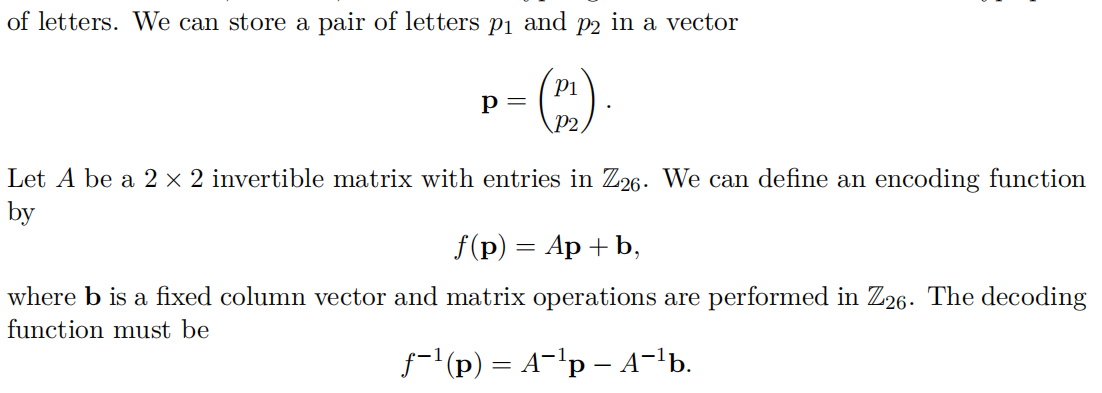 of letters. We can store a pair of letters p₁ and p₂ in a vector
p = (p₁
p₂).
Let A be a 2 × 2 invertible matrix with entries in ℤ₂₆. We can define an encoding function
by
f(p) = Ap + b,
where b is a fixed column vector and matrix operations are performed in ℤ₂₆. The decoding
function must be
f⁻¹(p) = A⁻¹p − A⁻¹b.